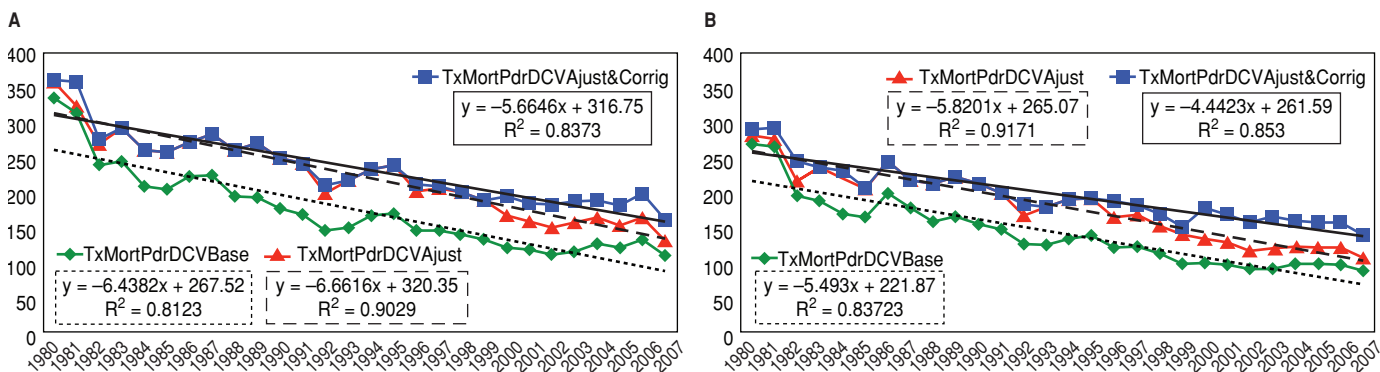 A
400
350
300
250
200
150
100
50
0
TxMortPdrDCVAjust&Corrig
y = –5.6646x + 316.75
R² = 0.8373
TxMortPdrDCVBase
y = –6.4382x + 267.52
R² = 0.8123
TxMortPdrDCVAjust
y = –6.6616x + 320.35
R² = 0.9029
1980 1981 1982 1983 1984 1985 1986 1987 1988 1989 1990 1991 1992 1993 1994 1995 1996 1997 1998 1999 2000 2001 2002 2003 2004 2005 2006 2007
B
400
350
300
250
200
150
100
50
0
TxMortPdrDCVAjust
y = –5.8201x + 265.07
R² = 0.9171
TxMortPdrDCVAjust&Corrig
y = –4.4423x + 261.59
R² = 0.853
TxMortPdrDCVBase
y = –5.493x + 221.87
R² = 0.83723
1980 1981 1982 1983 1984 1985 1986 1987 1988 1989 1990 1991 1992 1993 1994 1995 1996 1997 1998 1999 2000 2001 2002 2003 2004 2005 2006 2007